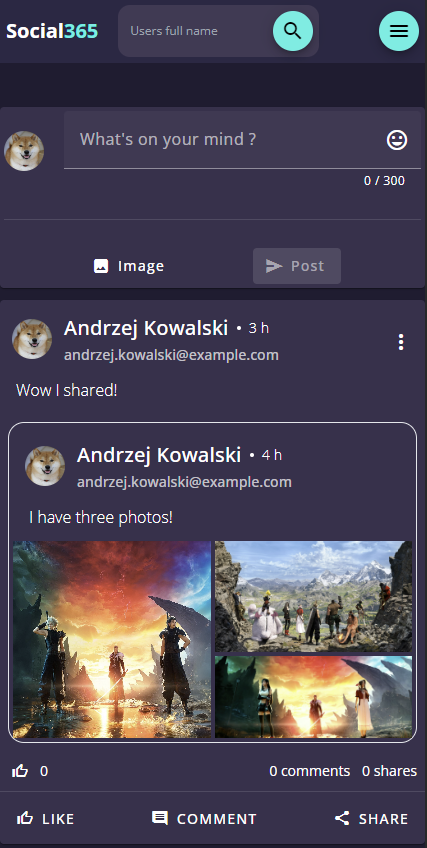 Social365
Users full name
What's on your mind ?
0 / 300
Image
Post
Andrzej Kowalski • 3 h
andrzej.kowalski@example.com
Wow I shared!
Andrzej Kowalski • 4 h
andrzej.kowalski@example.com
I have three photos!
0
0 comments 0 shares
LIKE
COMMENT
SHARE